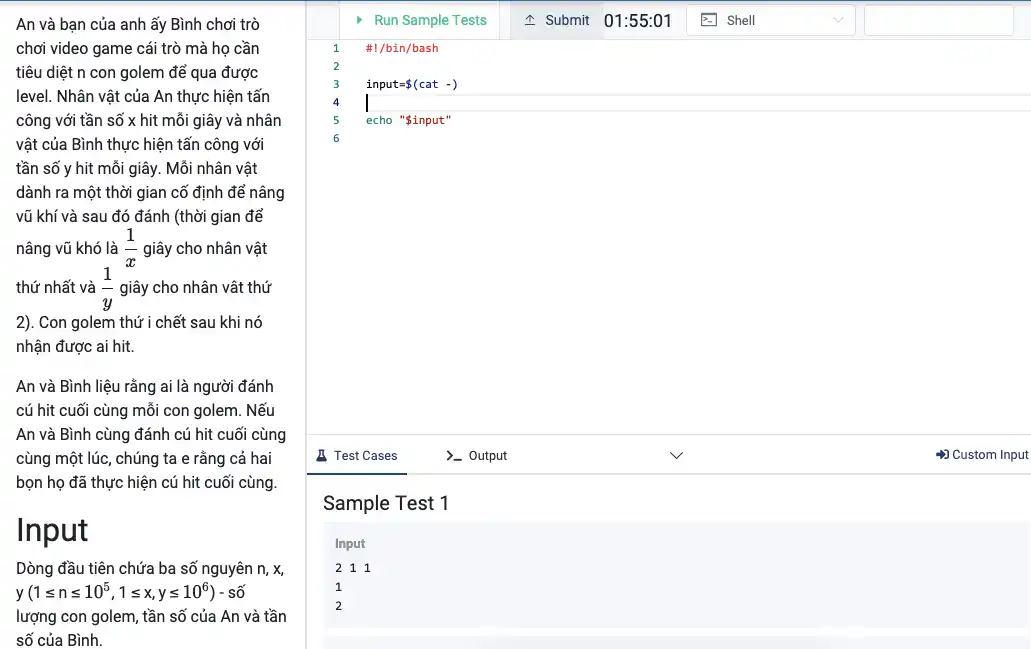 An và bạn của anh ấy Bình chơi trò
chơi video game cái trò mà họ cần
tiêu diệt n con golem để qua được
level. Nhân vật của An thực hiện tấn
công với tần số x hit mỗi giây và nhân
vật của Bình thực hiện tấn công với
tần số y hit mỗi giây. Mỗi nhân vật
dành ra một thời gian cố định để nâng
vũ khí và sau đó đánh (thời gian để
nâng vũ khó là 1/x giây cho nhân vật
thứ nhất và 1/y giây cho nhân vât thứ
2). Con golem thứ i chết sau khi nó
nhận được ai hit.
An và Bình liệu rằng ai là người đánh
cú hit cuối cùng mỗi con golem. Nếu
An và Bình cùng đánh cú hit cuối cùng
cùng một lúc, chúng ta e rằng cả hai
bọn họ đã thực hiện cú hit cuối cùng.
Input
Dòng đầu tiên chứa ba số nguyên n, x,
y (1 ≤ n ≤ 10^5, 1 ≤ x, y ≤ 10^6) - số
lượng con golem, tần số của An và tần
số của Bình.
Run Sample Tests Submit 01:55:01 Shell
1 #!/bin/bash
2
3 input=$(cat -)
4
5 echo "$input"
6
Test Cases Output Custom Input
Sample Test 1
Input
2 1 1
1
2